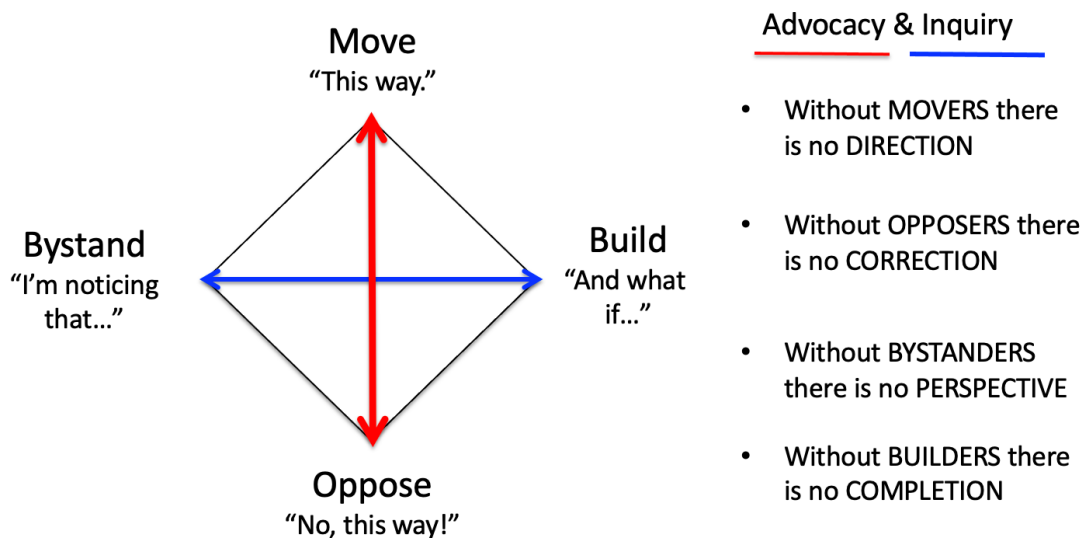 Move
“This way.”
Bystand
“I’m noticing
that…”
Build
“And what
if…”
Oppose
“No, this way!”
Advocacy & Inquiry
• Without MOVERS there
is no DIRECTION
• Without OPPOSERS there
is no CORRECTION
• Without BYSTANDERS
there is no PERSPECTIVE
• Without BUILDERS there
is no COMPLETION